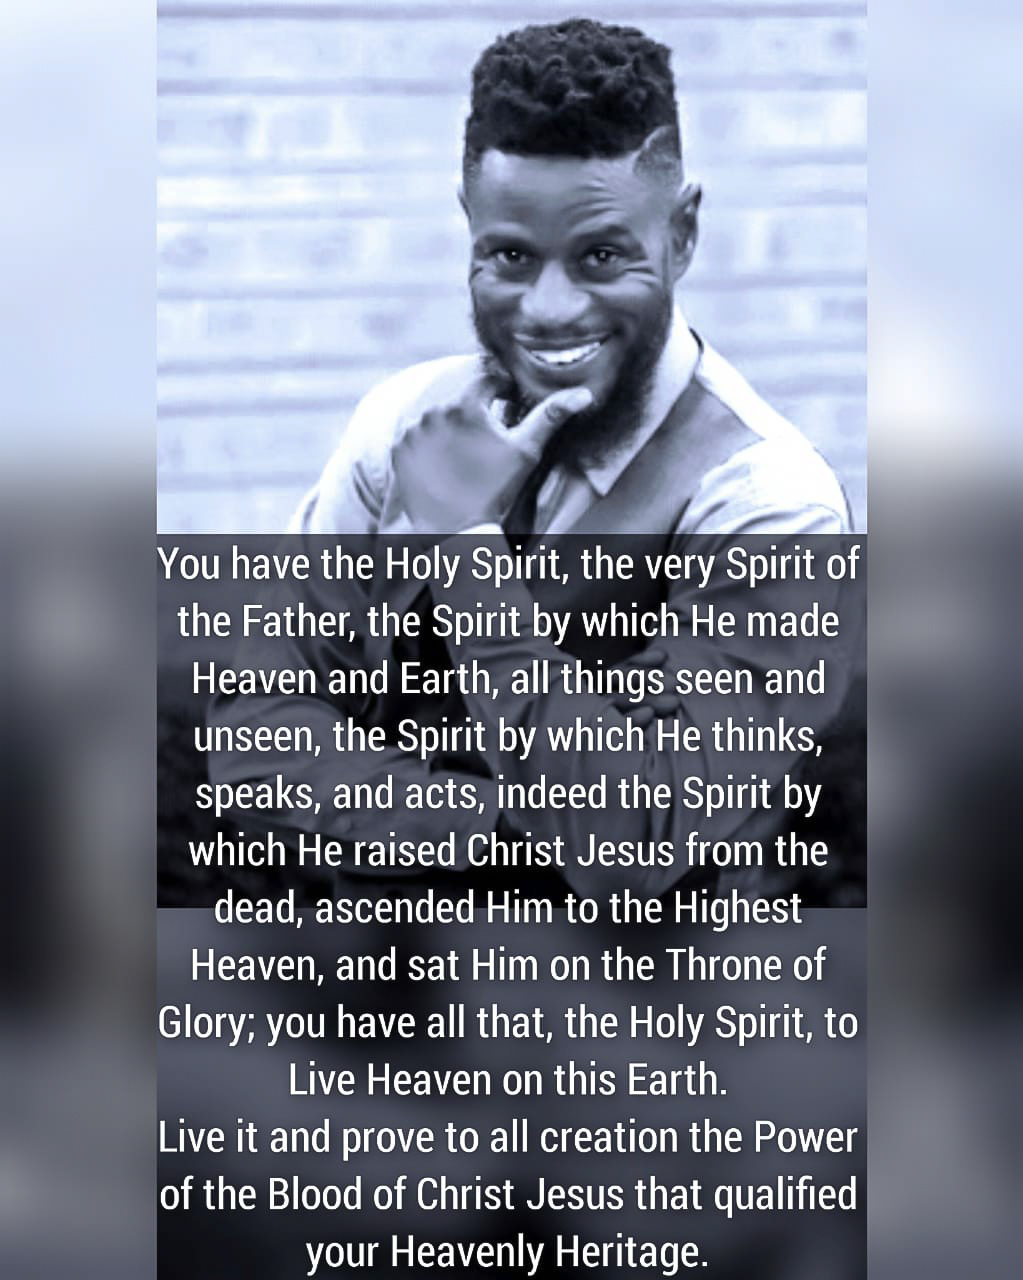 You have the Holy Spirit, the very Spirit of
the Father, the Spirit by which He made
Heaven and Earth, all things seen and
unseen, the Spirit by which He thinks,
speaks, and acts, indeed the Spirit by
which He raised Christ Jesus from the
dead, ascended Him to the Highest
Heaven, and sat Him on the Throne of
Glory; you have all that, the Holy Spirit, to
Live Heaven on this Earth.
Live it and prove to all creation the Power
of the Blood of Christ Jesus that qualified
your Heavenly Heritage.